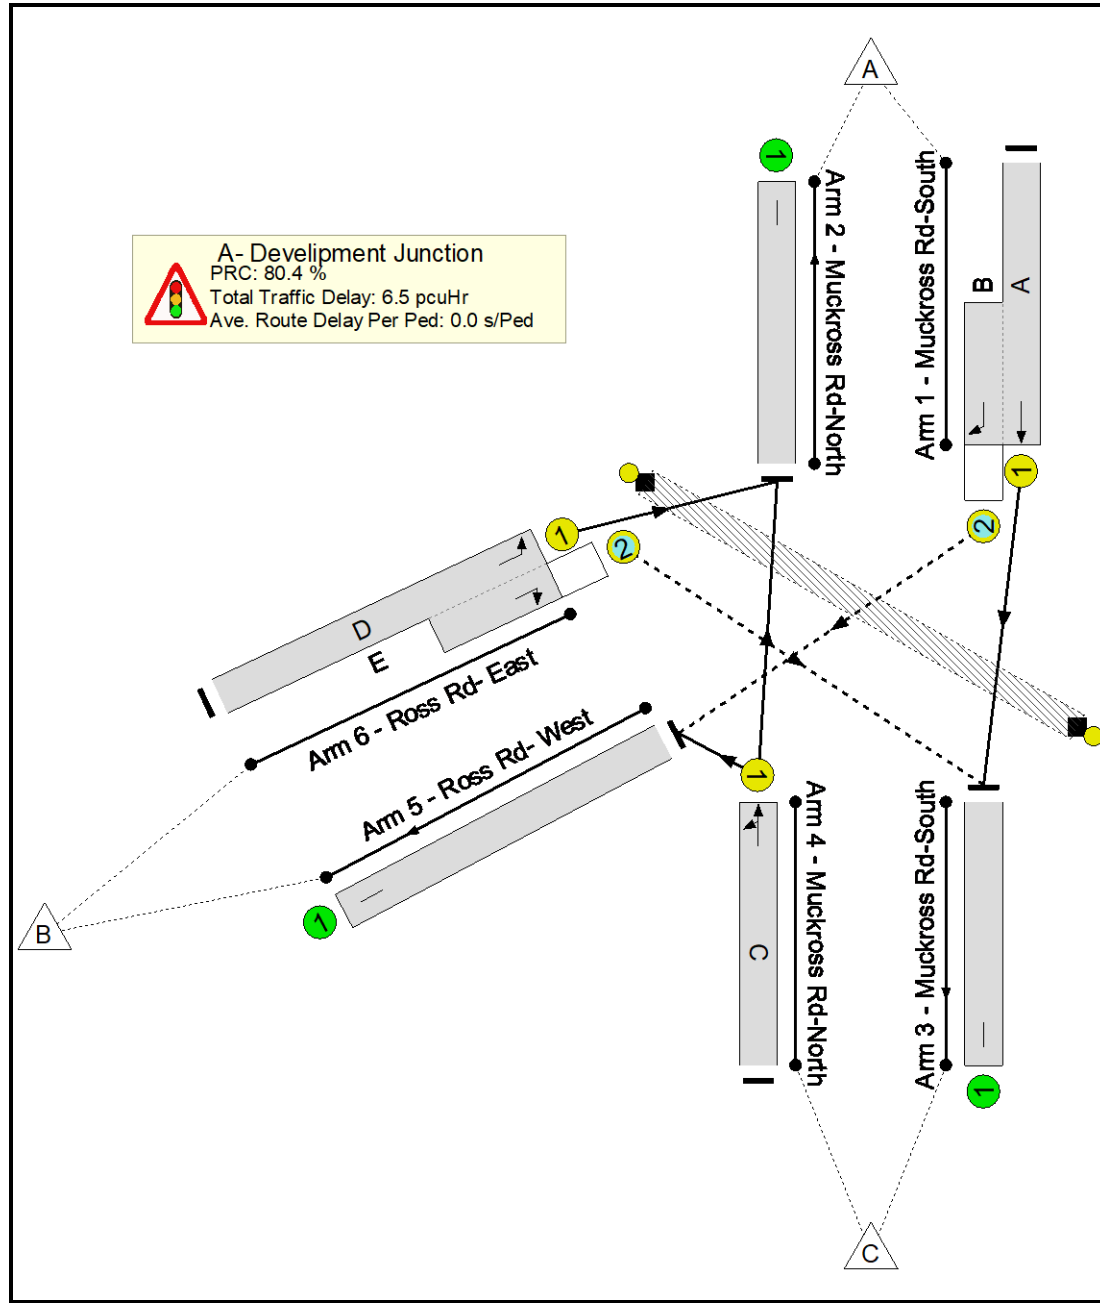 A
1
Arm 2 - Muckross Rd-North
Arm 1 - Muckross Rd-South
B
A
A- Develipment Junction
PRC: 80.4 %
Total Traffic Delay: 6.5 pcuHr
Ave. Route Delay Per Ped: 0.0 s/Ped
1
2
1
2
D
E
Arm 6 - Ross Rd- East
Arm 5 - Ross Rd- West
1
1
B
C
Arm 4 - Muckross Rd-North
Arm 3 - Muckross Rd-South
1
C